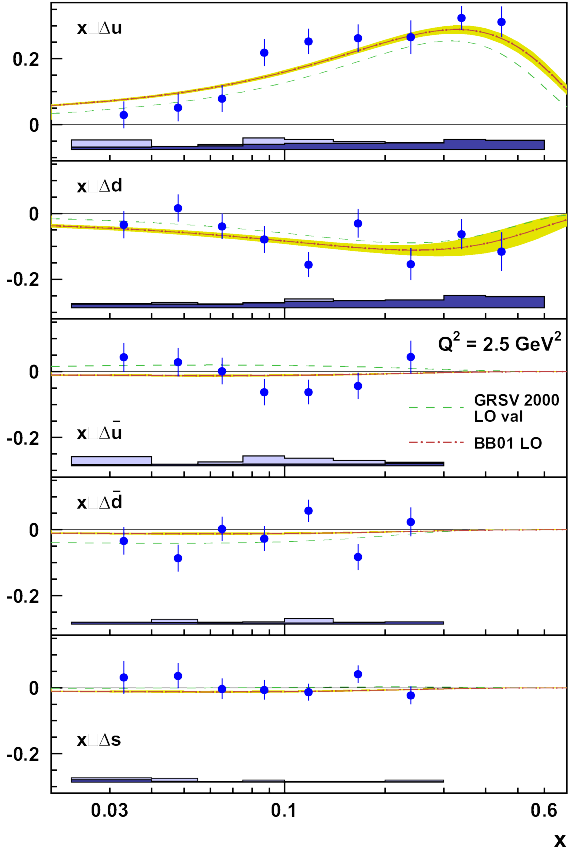 x□Δu
0.2
0
x□Δd
0
-0.2
Q² = 2.5 GeV²
0
GRSV 2000
LO val
BB01 LO
-0.2
x□Δū
x□Δd̄
0
-0.2
0
x□Δs
-0.2
0.03 0.1 0.6
x